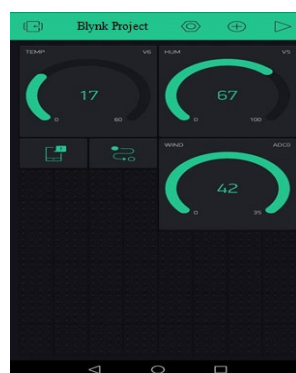 Blynk Project
TEMP V6
17
0 60
HUM V5
67
0 100
WIND ADC0
42
0 35